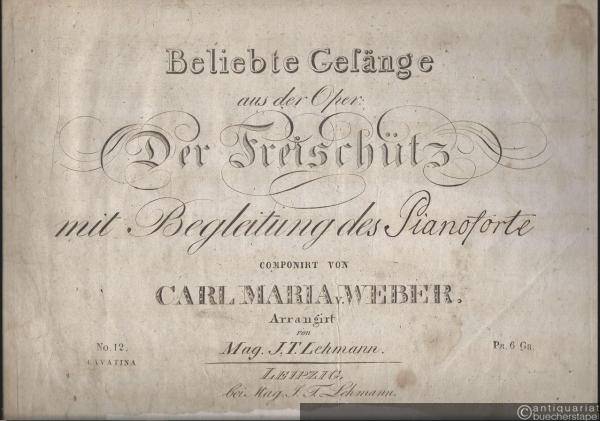 Beliebte Geſänge
aus der Oper:
Der Freischütz
mit Begleitung des Pianoforte
COMPONIRT VON
CARL MARIA v. WEBER.
Arrangirt
von
Mag. J. T. Lehmann.
No. 12.
CAVATINA
Pr. 6 Gr.
LEIPZIG,
bei Mag. J. T. Lehmann.
©antiquariat
buecherstapel